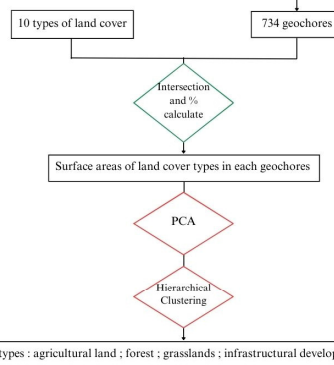 10 types of land cover
734 geochores
Intersection
and %
calculate
Surface areas of land cover types in each geochores
PCA
Hierarchical
Clustering
types : agricultural land ; forest ; grasslands ; infrastructural develop